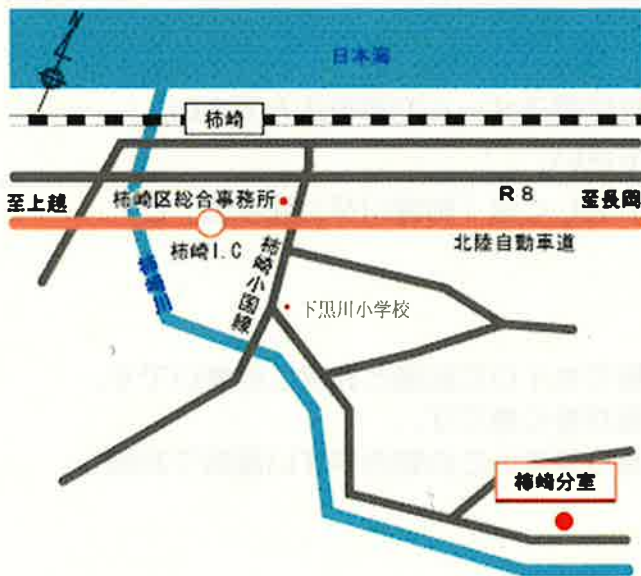 N
日本海
柿崎
R8
至上越
柿崎区総合事務所
至長岡
柿崎I.C
北陸自動車道
柿崎川
柿崎小国線
下黒川小学校
柿崎分室